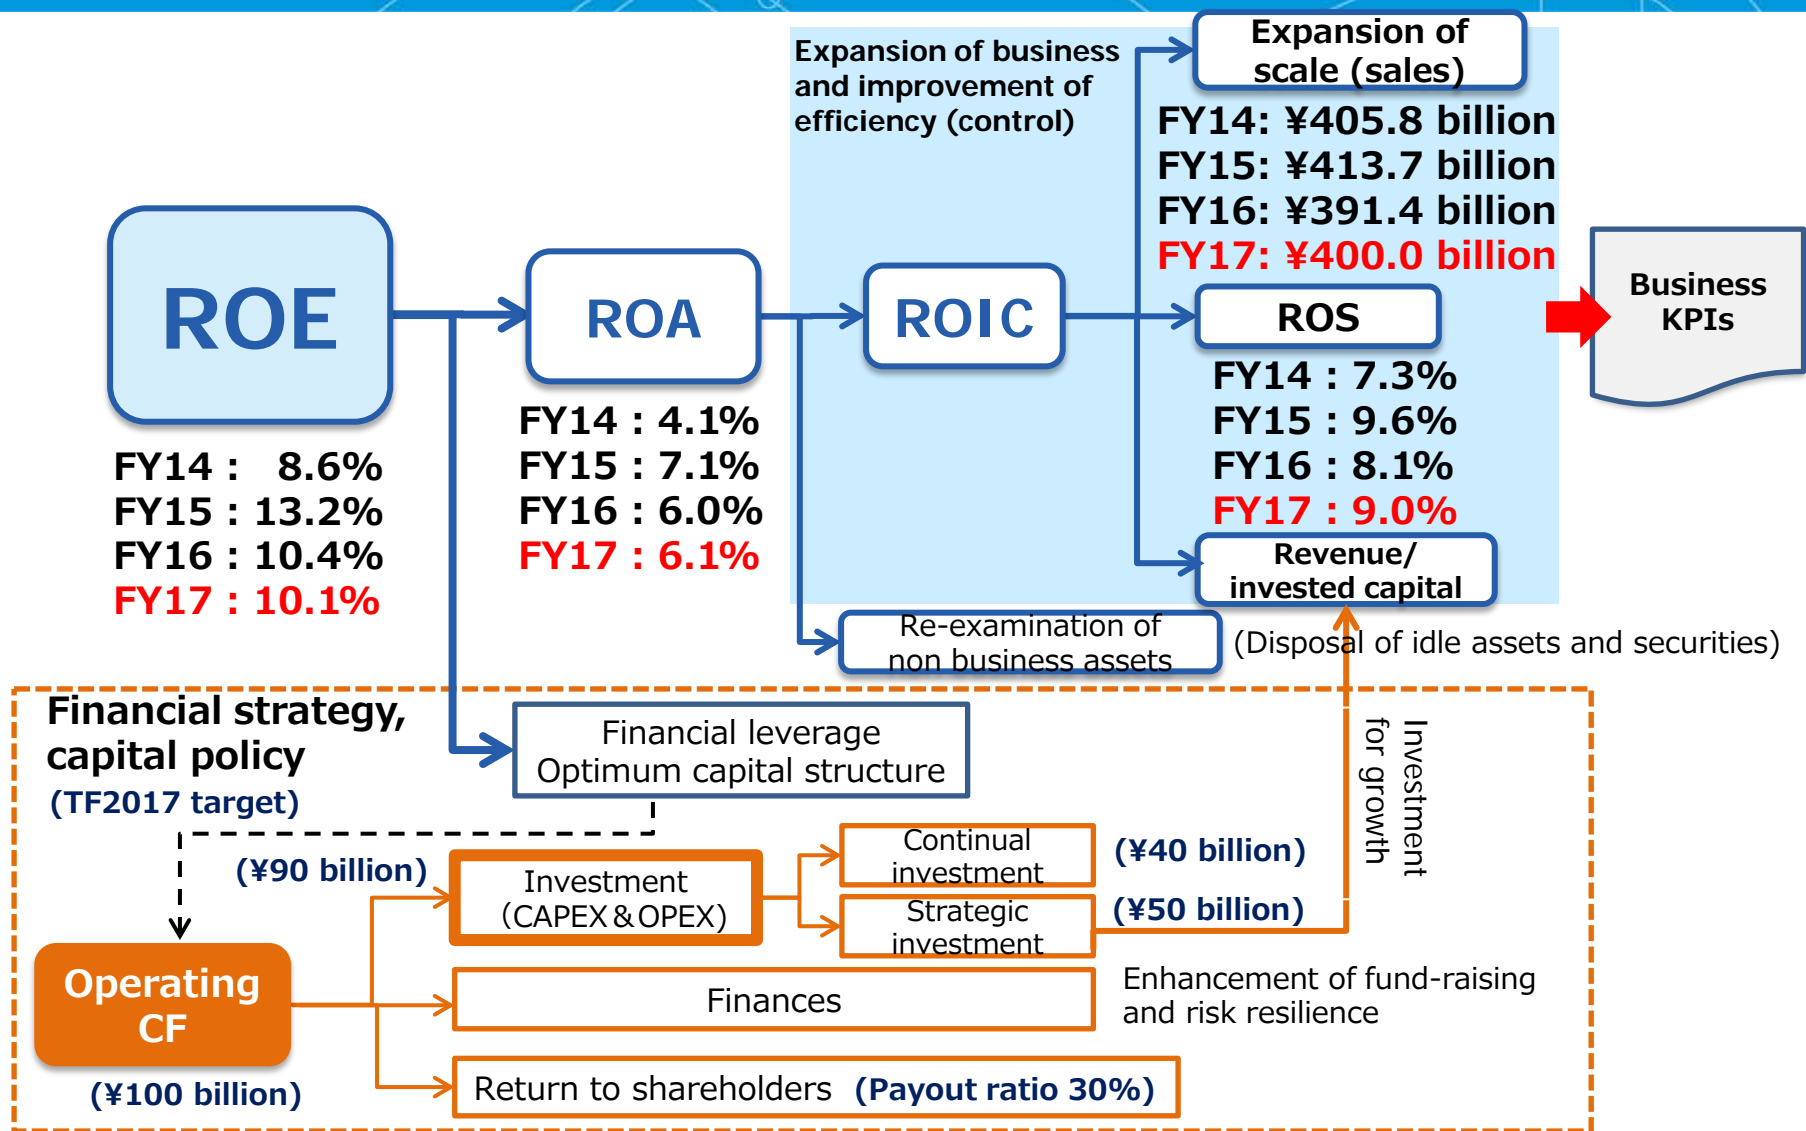 Expansion of business
and improvement of
efficiency (control)
Expansion of
scale (sales)
FY14: ¥405.8 billion
FY15: ¥413.7 billion
FY16: ¥391.4 billion
FY17: ¥400.0 billion
ROE
FY14 : 8.6%
FY15 : 13.2%
FY16 : 10.4%
FY17 : 10.1%
ROA
FY14 : 4.1%
FY15 : 7.1%
FY16 : 6.0%
FY17 : 6.1%
ROIC
ROS
FY14 : 7.3%
FY15 : 9.6%
FY16 : 8.1%
FY17 : 9.0%
Business
KPIs
Revenue/
invested capital
Re-examination of
non business assets
(Disposal of idle assets and securities)
Financial strategy,
capital policy
(TF2017 target)
Financial leverage
Optimum capital structure
Investment
for growth
(¥90 billion)
Investment
(CAPEX＆OPEX)
Continual
investment
(¥40 billion)
Strategic
investment
(¥50 billion)
Operating
CF
(¥100 billion)
Finances
Enhancement of fund-raising
and risk resilience
Return to shareholders (Payout ratio 30%)